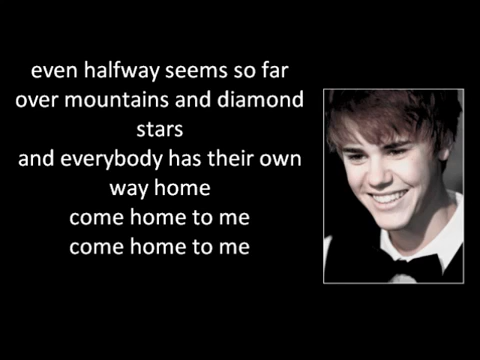 even halfway seems so far
over mountains and diamond
stars
and everybody has their own
way home
come home to me
come home to me